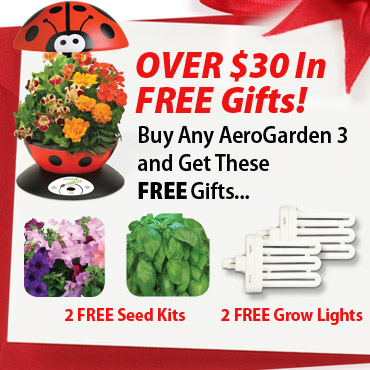 OVER $30 In
FREE Gifts!
Buy Any AeroGarden 3
and Get These
FREE Gifts...
2 FREE Seed Kits
2 FREE Grow Lights